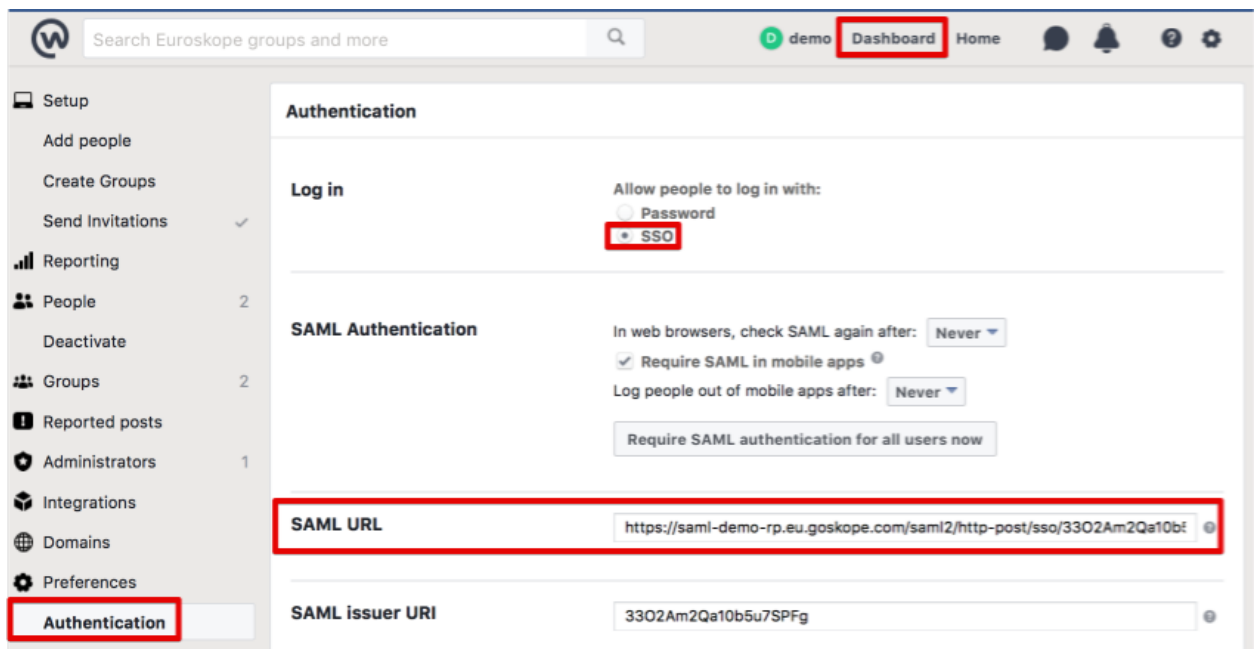 Search Euroskope groups and more
D demo Dashboard Home
Setup
Add people
Create Groups
Send Invitations
Reporting
People 2
Deactivate
Groups 2
Reported posts
Administrators 1
Integrations
Domains
Preferences
Authentication
Authentication
Log in
Allow people to log in with:
Password
SSO
SAML Authentication
In web browsers, check SAML again after: Never
Require SAML in mobile apps
Log people out of mobile apps after: Never
Require SAML authentication for all users now
SAML URL
https://saml-demo-rp.eu.goskope.com/saml2/http-post/sso/33O2Am2Qa10b5
SAML issuer URI
33O2Am2Qa10b5u7SPFg